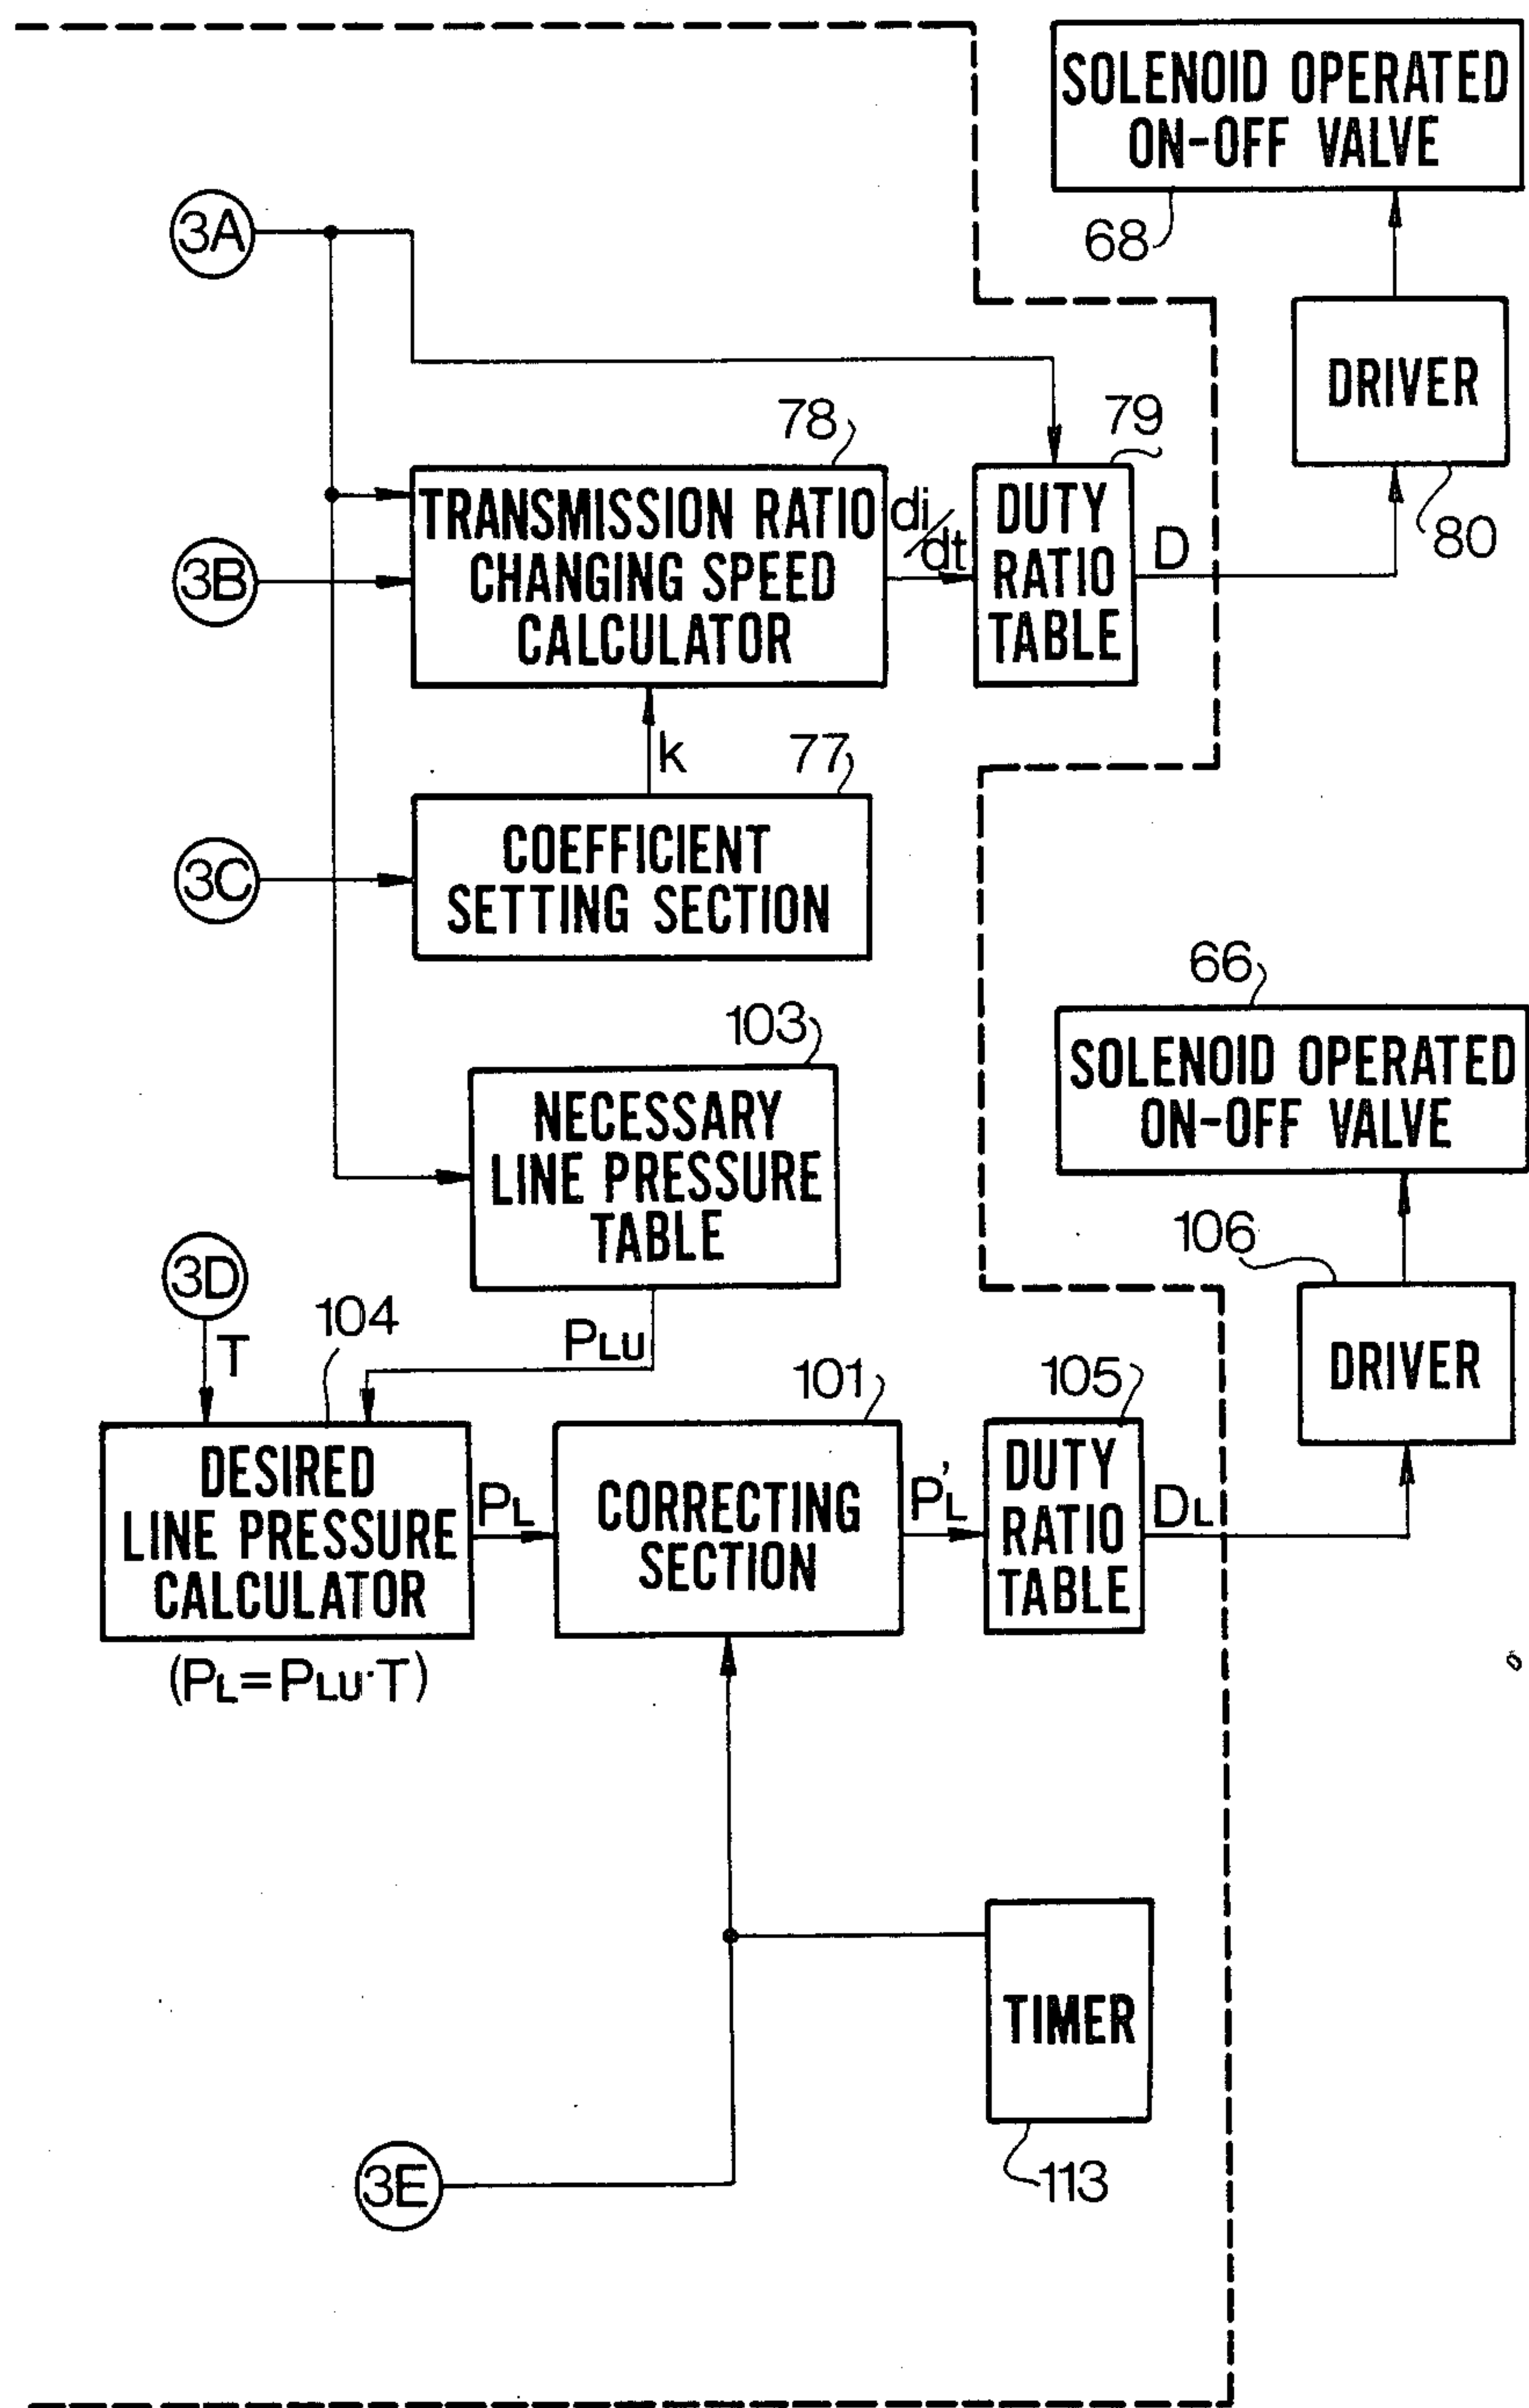 SOLENOID OPERATED
ON-OFF VALVE
68
3A
DRIVER
80
78
79
TRANSMISSION RATIO
CHANGING SPEED
CALCULATOR
di/dt
DUTY
RATIO
TABLE
D
3B
k
77
3C
COEFFICIENT
SETTING SECTION
66
SOLENOID OPERATED
ON-OFF VALVE
103
NECESSARY
LINE PRESSURE
TABLE
106
DRIVER
3D
T
104
PLU
101
105
DESIRED
LINE PRESSURE
CALCULATOR
(PL=PLU·T)
PL
CORRECTING
SECTION
PL'
DUTY
RATIO
TABLE
DL
TIMER
113
3E